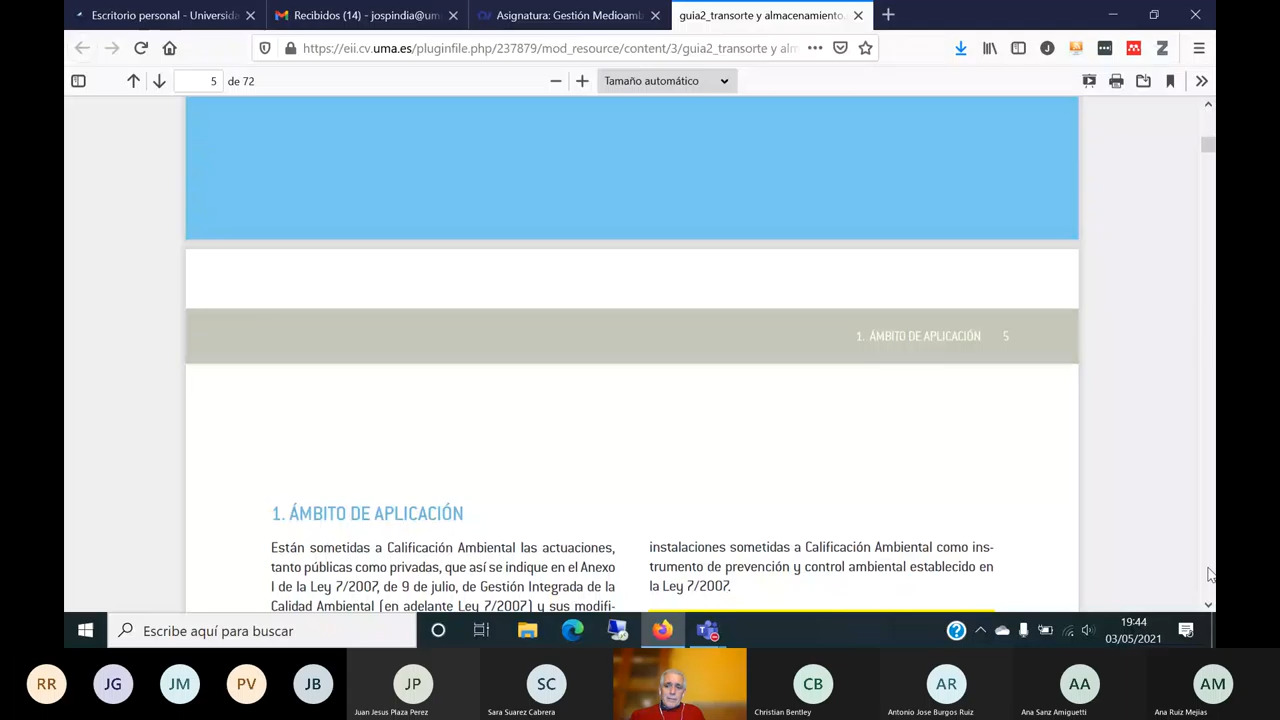 Escritorio personal - Universida
Recibidos (14) - jospindia@um
Asignatura: Gestión Medioamb
guia2_transorte y almacenamiento.
https://eii.cv.uma.es/pluginfile.php/237879/mod_resource/content/3/guia2_transorte y alm
5 de 72
Tamaño automático
1. ÁMBITO DE APLICACIÓN 5
1. ÁMBITO DE APLICACIÓN
Están sometidas a Calificación Ambiental las actuaciones,
tanto públicas como privadas, que así se indique en el Anexo
I de la Ley 7/2007, de 9 de julio, de Gestión Integrada de la
Calidad Ambiental (en adelante Ley 7/2007) y sus modifi-
instalaciones sometidas a Calificación Ambiental como ins-
trumento de prevención y control ambiental establecido en
la Ley 7/2007.
Escribe aquí para buscar
19:44
03/05/2021
RR
JG
JM
PV
JB
JP
SC
CB
AR
AA
AM
Juan Jesus Plaza Perez
Sara Suarez Cabrera
Christian Bentley
Antonio Jose Burgos Ruiz
Ana Sanz Amiguetti
Ana Ruiz Mejias